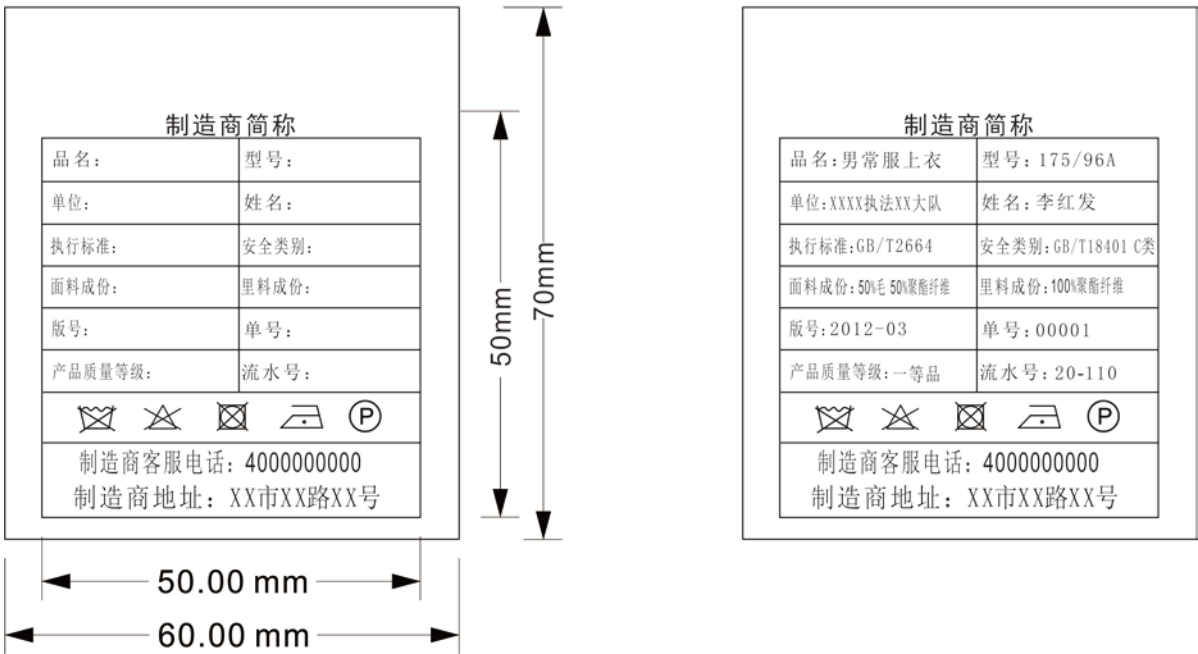 制造商简称
品名：
型号：
单位：
姓名：
执行标准：
安全类别：
面料成份：
里料成份：
版号：
单号：
产品质量等级：
流水号：
P
制造商客服电话：4000000000
制造商地址：XX市XX路XX号
50mm
70mm
50.00 mm
60.00 mm
制造商简称
品名：男常服上衣
型号：175/96A
单位：XXXX执法XX大队
姓名：李红发
执行标准：GB/T2664
安全类别：GB/T18401 C类
面料成份：50%毛 50%聚酯纤维
里料成份：100%聚酯纤维
版号：2012-03
单号：00001
产品质量等级：一等品
流水号：20-110
P
制造商客服电话：4000000000
制造商地址：XX市XX路XX号